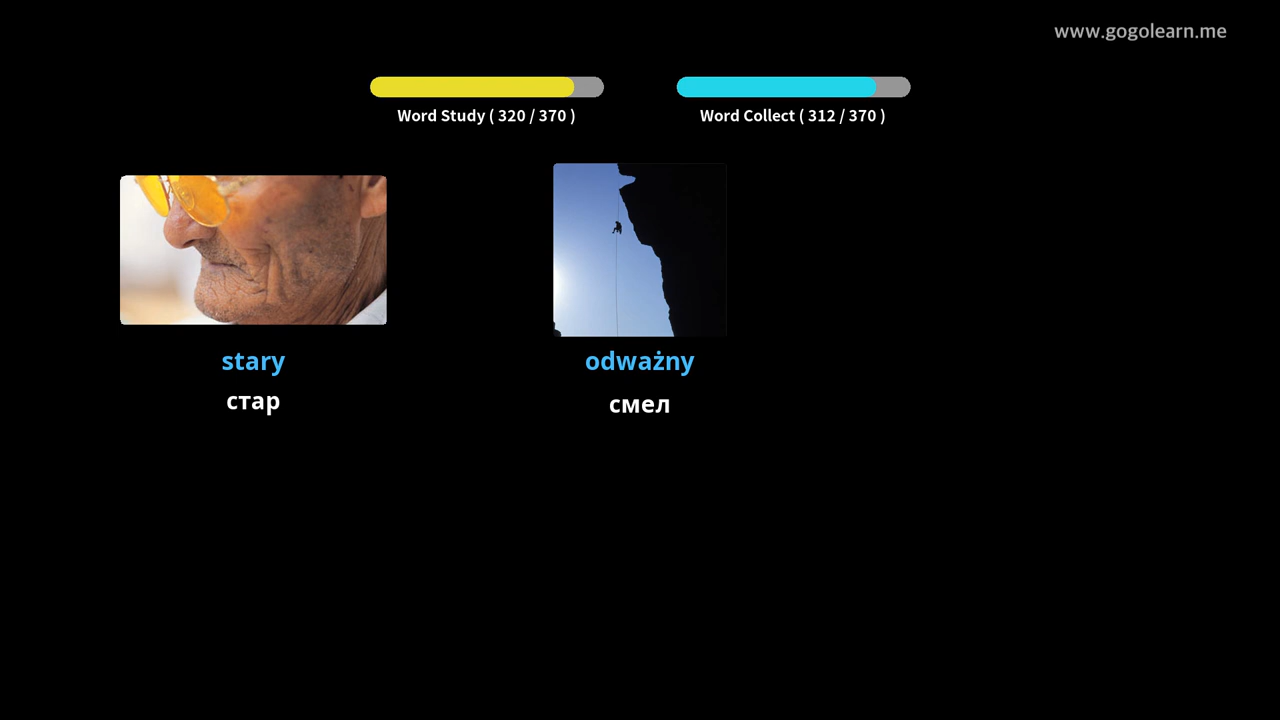 www.gogolearn.me
Word Study ( 320 / 370 )
Word Collect ( 312 / 370 )
stary
стар
odważny
смел